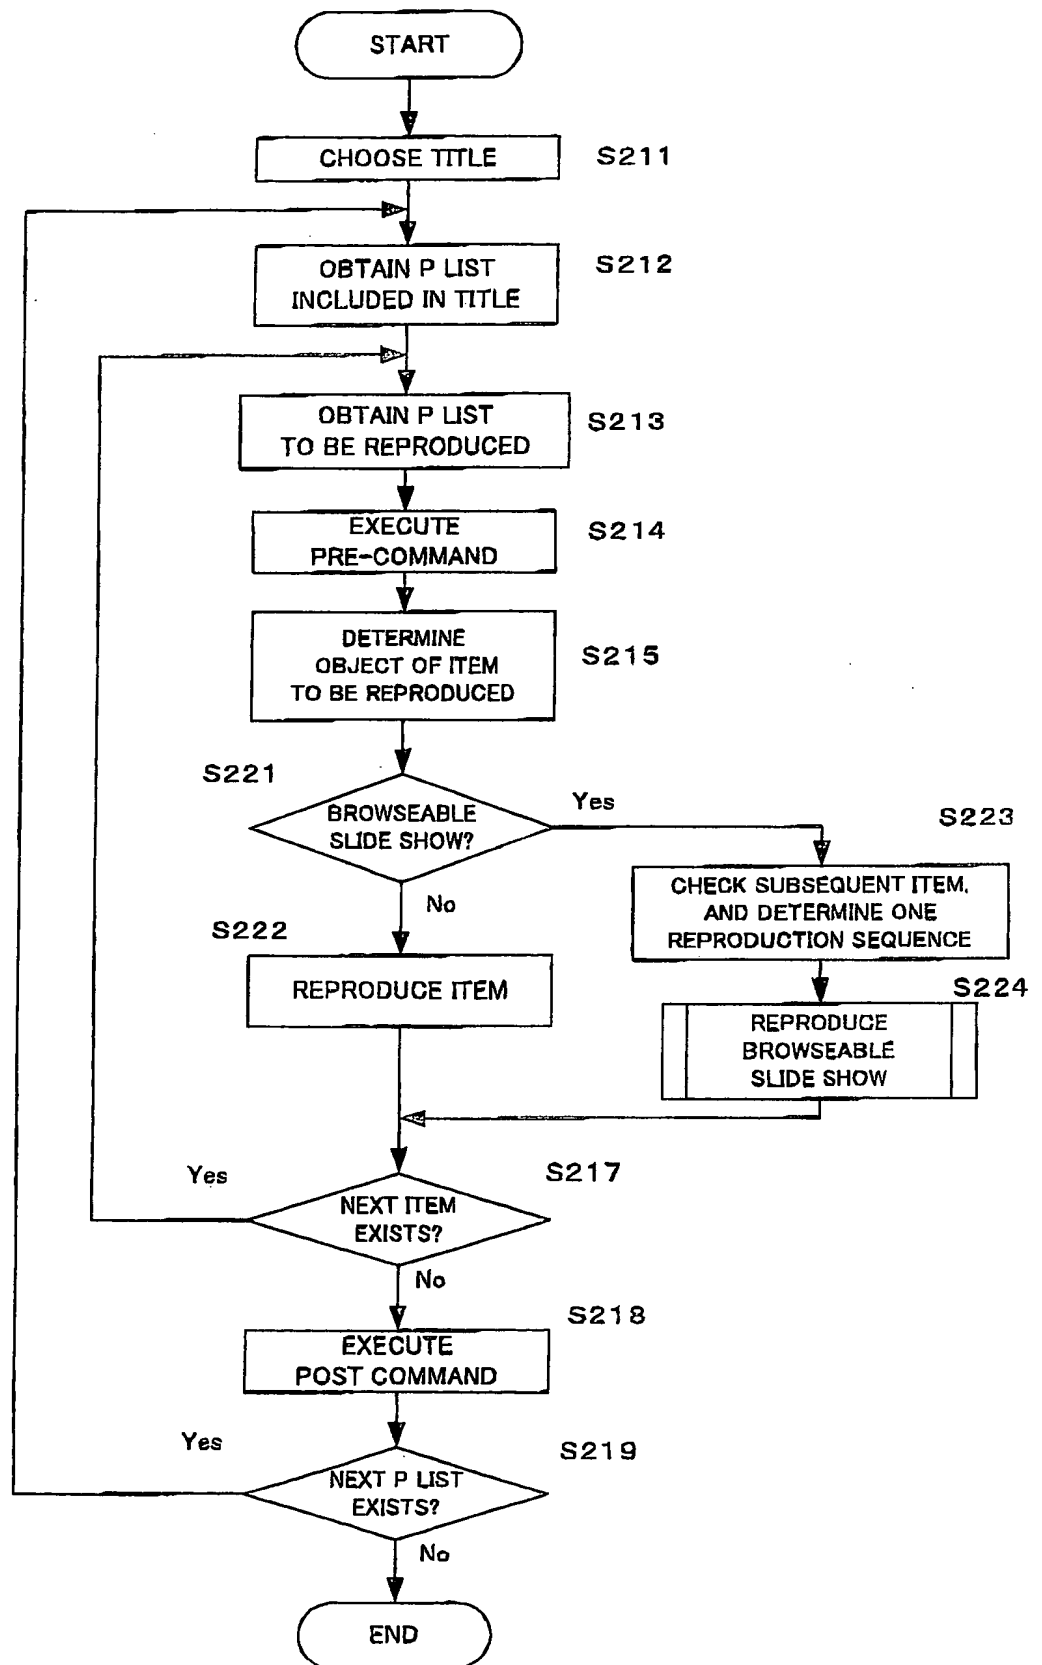 START
CHOOSE TITLE
S211
OBTAIN P LIST
INCLUDED IN TITLE
S212
OBTAIN P LIST
TO BE REPRODUCED
S213
EXECUTE
PRE-COMMAND
S214
DETERMINE
OBJECT OF ITEM
TO BE REPRODUCED
S215
S221
BROWSEABLE
SLIDE SHOW?
Yes
No
S223
CHECK SUBSEQUENT ITEM,
AND DETERMINE ONE
REPRODUCTION SEQUENCE
S222
REPRODUCE ITEM
S224
REPRODUCE
BROWSEABLE
SLIDE SHOW
S217
Yes
NEXT ITEM
EXISTS?
No
S218
EXECUTE
POST COMMAND
Yes
S219
NEXT P LIST
EXISTS?
No
END